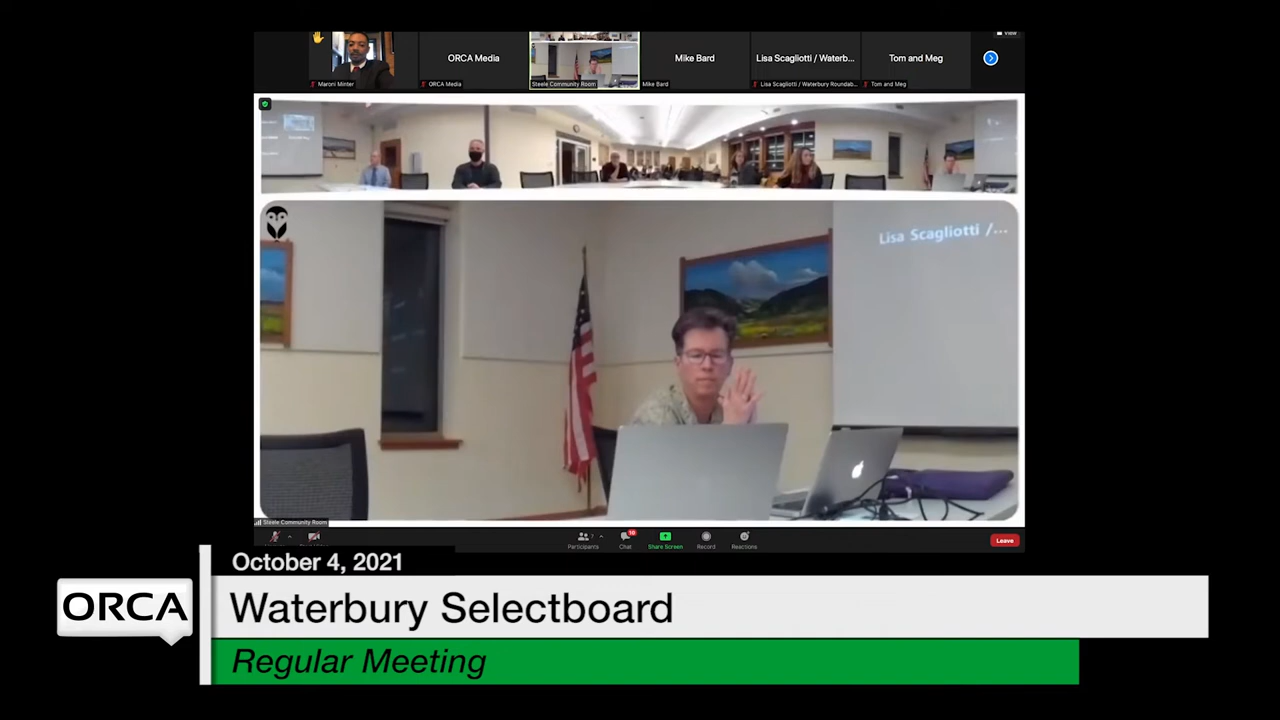 View
ORCA Media
Mike Bard
Lisa Scagliotti / Waterb...
Tom and Meg
Maroni Minter
ORCA Media
Steele Community Room
Mike Bard
Lisa Scagliotti / Waterbury Roundab...
Tom and Meg
Lisa Scagliotti /...
Steele Community Room
Participants
7
Chat
Share Screen
Record
Reactions
Leave
October 4, 2021
ORCA
Waterbury Selectboard
Regular Meeting